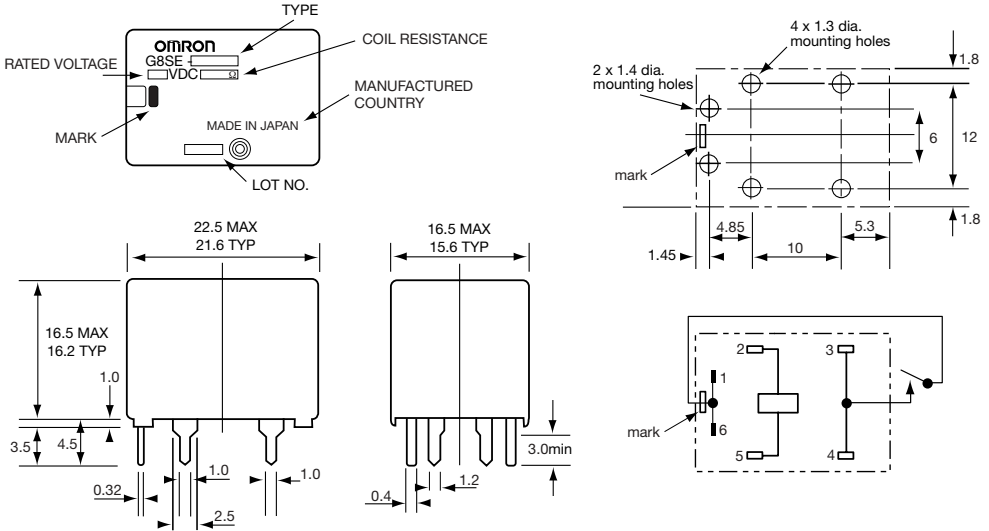 TYPE
OMRON
G8SE -
COIL RESISTANCE
RATED VOLTAGE
VDC
Ω
MANUFACTURED
COUNTRY
MARK
MADE IN JAPAN
LOT NO.
4 x 1.3 dia.
mounting holes
2 x 1.4 dia.
mounting holes
1.8
6
12
mark
1.8
4.85
5.3
1.45
10
22.5 MAX
21.6 TYP
16.5 MAX
15.6 TYP
16.5 MAX
16.2 TYP
1.0
3.5
4.5
0.32
1.0
2.5
1.0
3.0min
1.2
0.4
2
3
1
mark
6
5
4